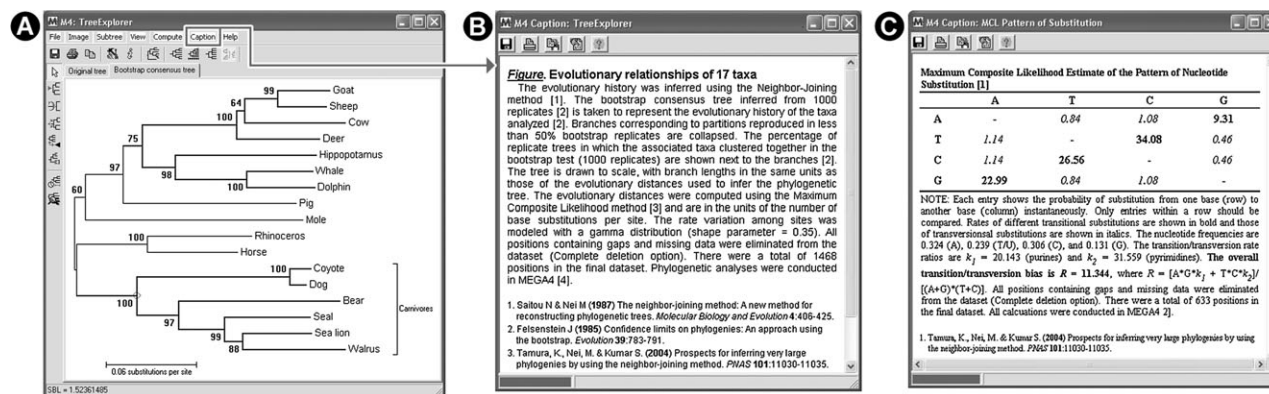 A
M4: TreeExplorer
File Image Subtree View Compute Caption Help
Original tree Bootstrap consensus tree
Goat
99
Sheep
64
Cow
75
Deer
Hippopotamus
97
98
Whale
100
Dolphin
60
Pig
Mole
Rhinoceros
100
Horse
Coyote
100
Dog
100
Bear
Carnivores
97
Seal
99
Sea lion
88
Walrus
0.06 substitutions per site
SBL = 1.52361485
B
M4 Caption: TreeExplorer
Figure. Evolutionary relationships of 17 taxa
The evolutionary history was inferred using the Neighbor-Joining
method [1]. The bootstrap consensus tree inferred from 1000
replicates [2] is taken to represent the evolutionary history of the taxa
analyzed [2]. Branches corresponding to partitions reproduced in less
than 50% bootstrap replicates are collapsed. The percentage of
replicate trees in which the associated taxa clustered together in the
bootstrap test (1000 replicates) are shown next to the branches [2].
The tree is drawn to scale, with branch lengths in the same units as
those of the evolutionary distances used to infer the phylogenetic
tree. The evolutionary distances were computed using the Maximum
Composite Likelihood method [3] and are in the units of the number of
base substitutions per site. The rate variation among sites was
modeled with a gamma distribution (shape parameter = 0.35). All
positions containing gaps and missing data were eliminated from the
dataset (Complete deletion option). There were a total of 1468
positions in the final dataset. Phylogenetic analyses were conducted
in MEGA4 [4].
1. Saitou N & Nei M (1987) The neighbor-joining method: A new method for
reconstructing phylogenetic trees. Molecular Biology and Evolution 4:406-425.
2. Felsenstein J (1985) Confidence limits on phylogenies: An approach using
the bootstrap. Evolution 39:783-791.
3. Tamura, K., Nei, M. & Kumar S. (2004) Prospects for inferring very large
phylogenies by using the neighbor-joining method. PNAS 101:11030-11035.
C
M4 Caption: MCL Pattern of Substitution
Maximum Composite Likelihood Estimate of the Pattern of Nucleotide
Substitution [1]
A T C G
A - 0.84 1.08 9.31
T 1.14 - 34.08 0.46
C 1.14 26.56 - 0.46
G 22.99 0.84 1.08 -
NOTE: Each entry shows the probability of substitution from one base (row) to
another base (column) instantaneously. Only entries within a row should be
compared. Rates of different transitional substitutions are shown in bold and those
of transversional substitutions are shown in italics. The nucleotide frequencies are
0.324 (A), 0.239 (T/U), 0.306 (C), and 0.131 (G). The transition/transversion rate
ratios are k1 = 20.143 (purines) and k2 = 31.559 (pyrimidines). The overall
transition/transversion bias is R = 11.344, where R = [A*G*k1 + T*C*k2]/
[(A+G)*(T+C)]. All positions containing gaps and missing data were eliminated
from the dataset (Complete deletion option). There were a total of 633 positions in
the final dataset. All calcuations were conducted in MEGA4 2].
1. Tamura, K., Nei, M. & Kumar S. (2004) Prospects for inferring very large phylogenies by using
the neighbor-joining method. PNAS 101:11030-11035.